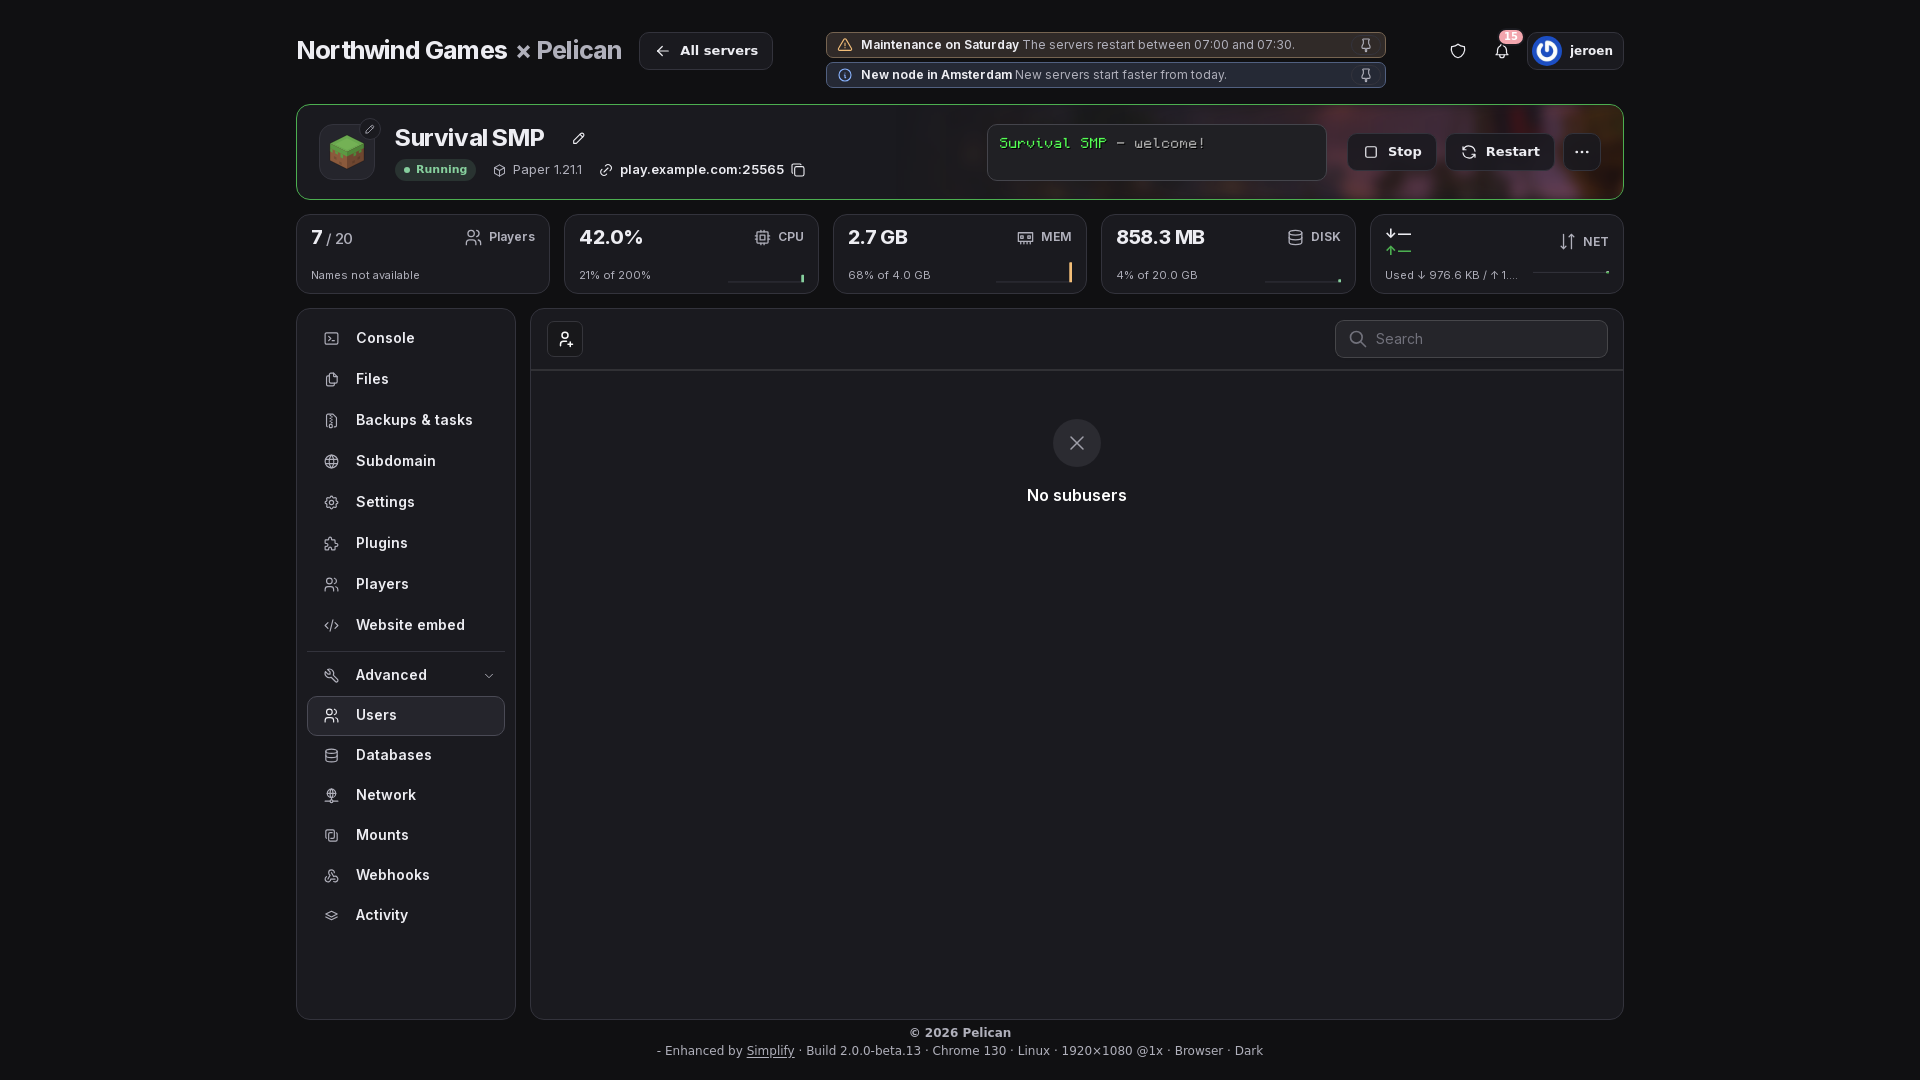 Northwind Games × Pelican
All servers
Maintenance on Saturday The servers restart between 07:00 and 07:30.
New node in Amsterdam New servers start faster from today.
15
jeroen
Survival SMP
Running
Paper 1.21.1
play.example.com:25565
Survival SMP - welcome!
Stop
Restart
7 / 20
Players
Names not available
42.0%
CPU
21% of 200%
2.7 GB
MEM
68% of 4.0 GB
858.3 MB
DISK
4% of 20.0 GB
↓—
↑—
NET
Used ↓ 976.6 KB / ↑ 1....
Console
Files
Backups & tasks
Subdomain
Settings
Plugins
Players
Website embed
Advanced
Users
Databases
Network
Mounts
Webhooks
Activity
Search
No subusers
© 2026 Pelican
- Enhanced by Simplify · Build 2.0.0-beta.13 · Chrome 130 · Linux · 1920×1080 @1x · Browser · Dark